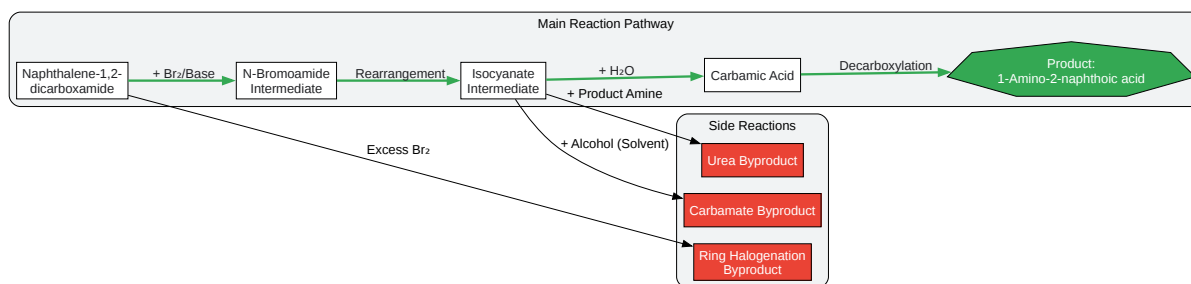 Main Reaction Pathway
Naphthalene-1,2-
dicarboxamide
+ Br₂/Base
N-Bromoamide
Intermediate
Rearrangement
Isocyanate
Intermediate
+ H₂O
Carbamic Acid
Decarboxylation
Product:
1-Amino-2-naphthoic acid
+ Product Amine
Side Reactions
+ Alcohol (Solvent)
Excess Br₂
Urea Byproduct
Carbamate Byproduct
Ring Halogenation
Byproduct